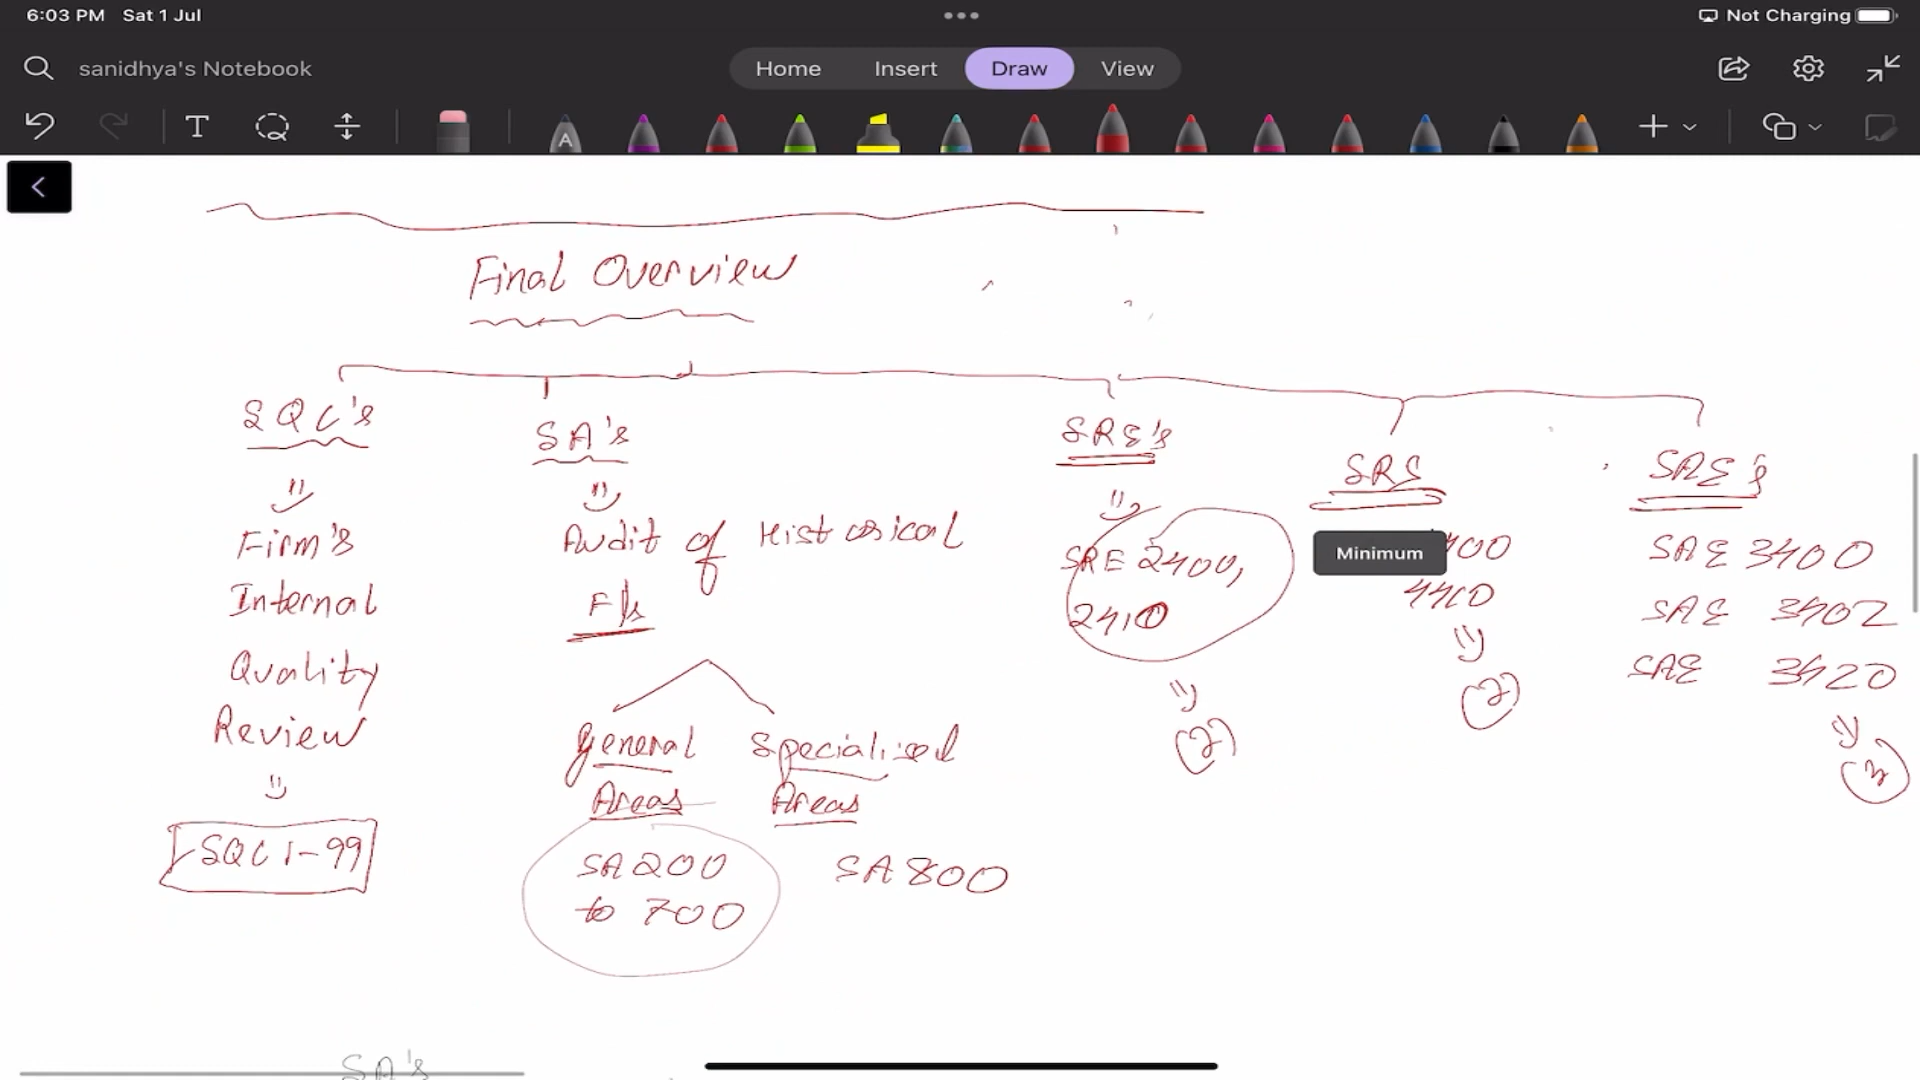 6:03 PM Sat 1 Jul
Not Charging
sanidhya's Notebook
Home Insert Draw View
T
A
Final Overview
SQC's
SA's
SRE's
SRS
SAE's
Firm's
Internal
Quality
Review
SQC 1-99
Audit of Historical
F/s
General
Areas
SA 200
to 700
Specialised
Areas
SA 800
SRE 2400,
2410
(2)
Minimum
400
4410
(2)
SAE 3400
SAE 3402
SAE 3420
(3)
SA's